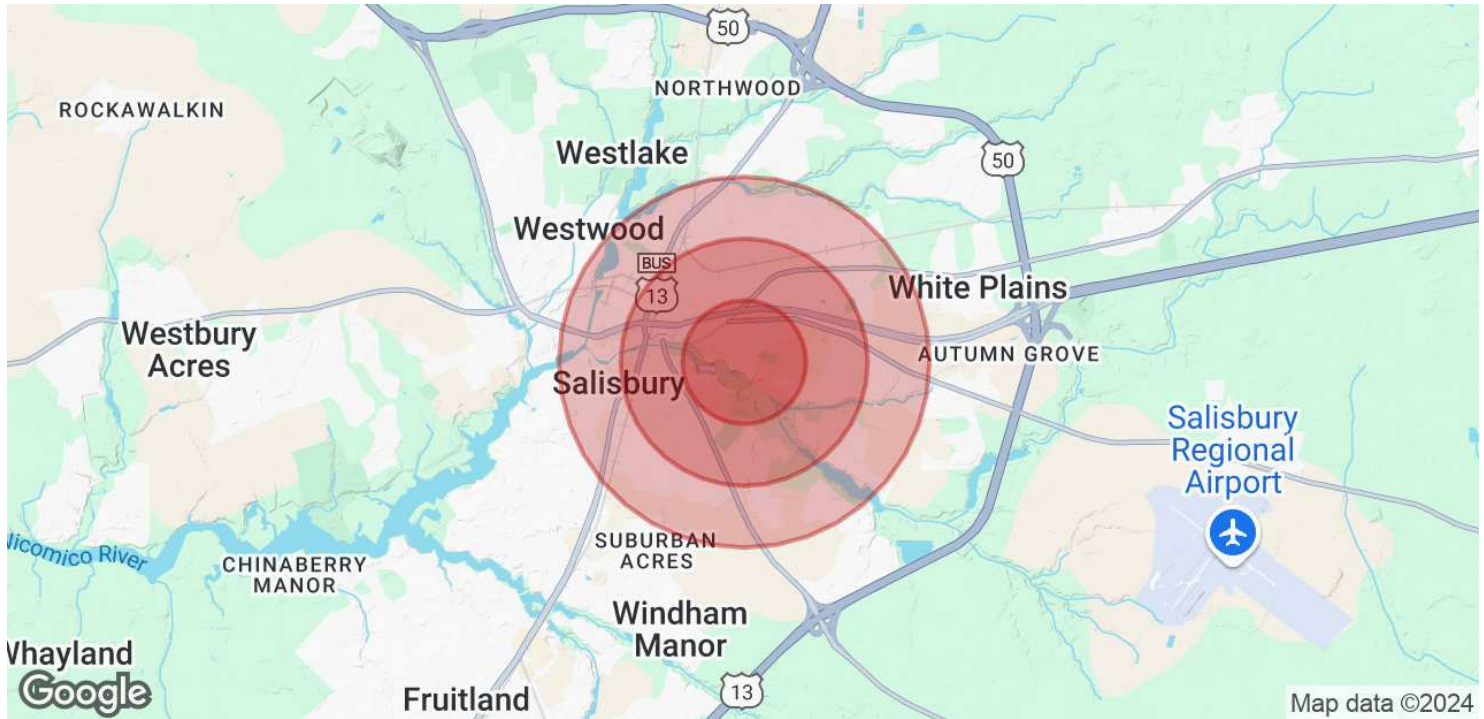 50
NORTHWOOD
ROCKAWALKIN
Westlake
50
Westwood
BUS
13
White Plains
Westbury
Acres
AUTUMN GROVE
Salisbury
Salisbury
Regional
Airport
SUBURBAN
ACRES
Nicomico River
CHINABERRY
MANOR
Windham
Manor
Whayland
Google
Fruitland
13
Map data ©2024